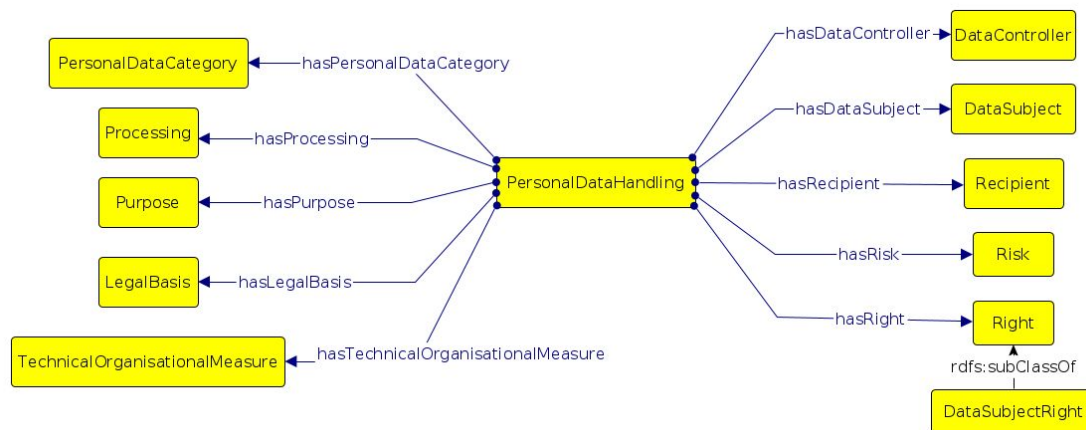 hasDataController
DataController
PersonalDataCategory
hasPersonalDataCategory
hasDataSubject
DataSubject
Processing
hasProcessing
PersonalDataHandling
hasRecipient
Recipient
Purpose
hasPurpose
hasRisk
Risk
LegalBasis
hasLegalBasis
hasRight
Right
TechnicalOrganisationalMeasure
hasTechnicalOrganisationalMeasure
rdfs:subClassOf
DataSubjectRight